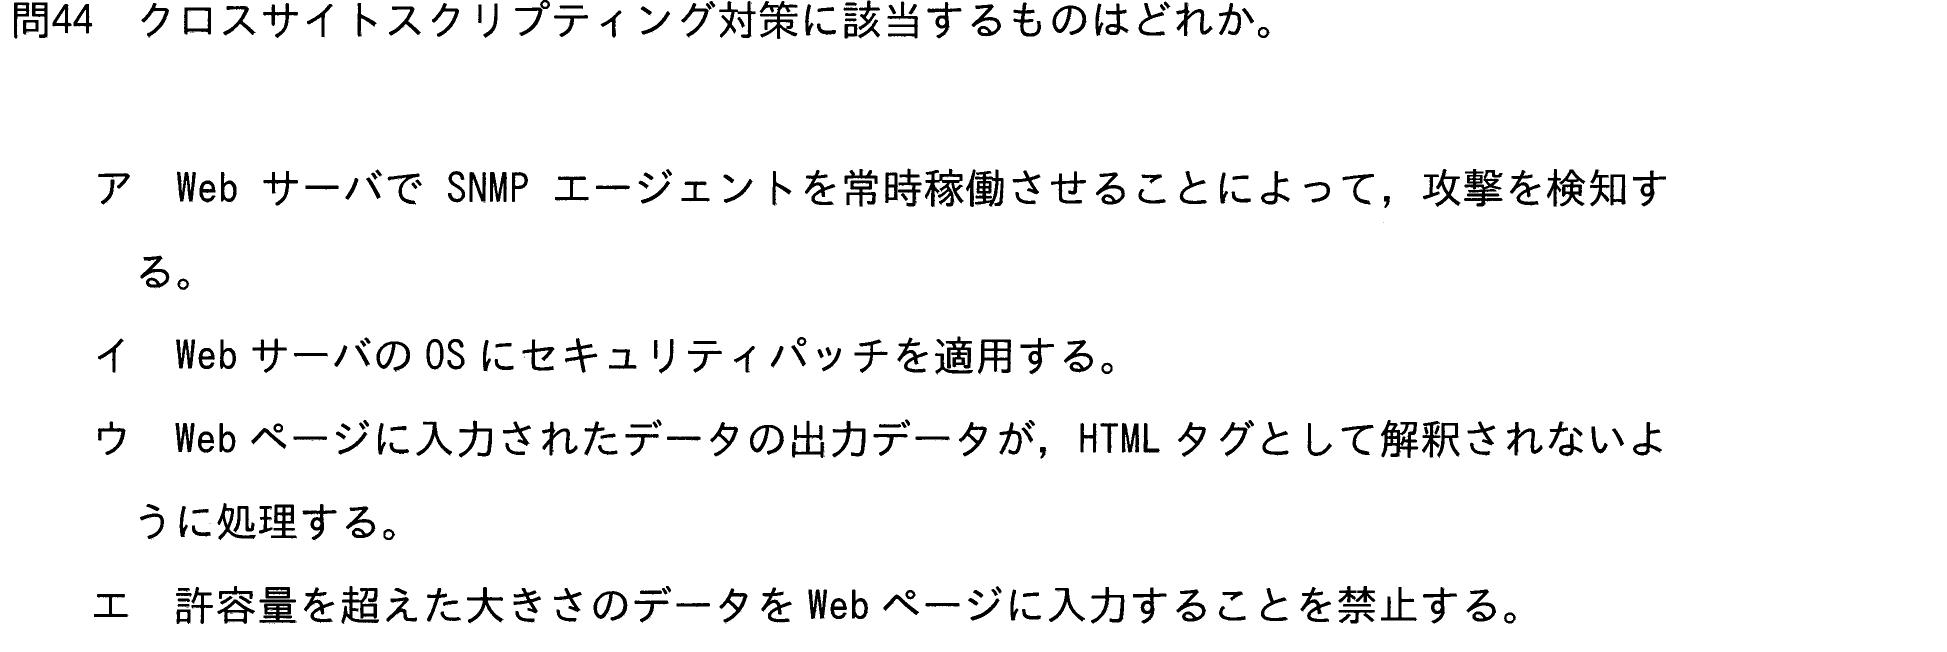 問44 クロスサイトスクリプティング対策に該当するものはどれか。
ア Web サーバで SNMP エージェントを常時稼働させることによって，攻撃を検知す
る。
イ Web サーバの OS にセキュリティパッチを適用する。
ウ Web ページに入力されたデータの出力データが，HTML タグとして解釈されないよ
うに処理する。
エ 許容量を超えた大きさのデータを Web ページに入力することを禁止する。